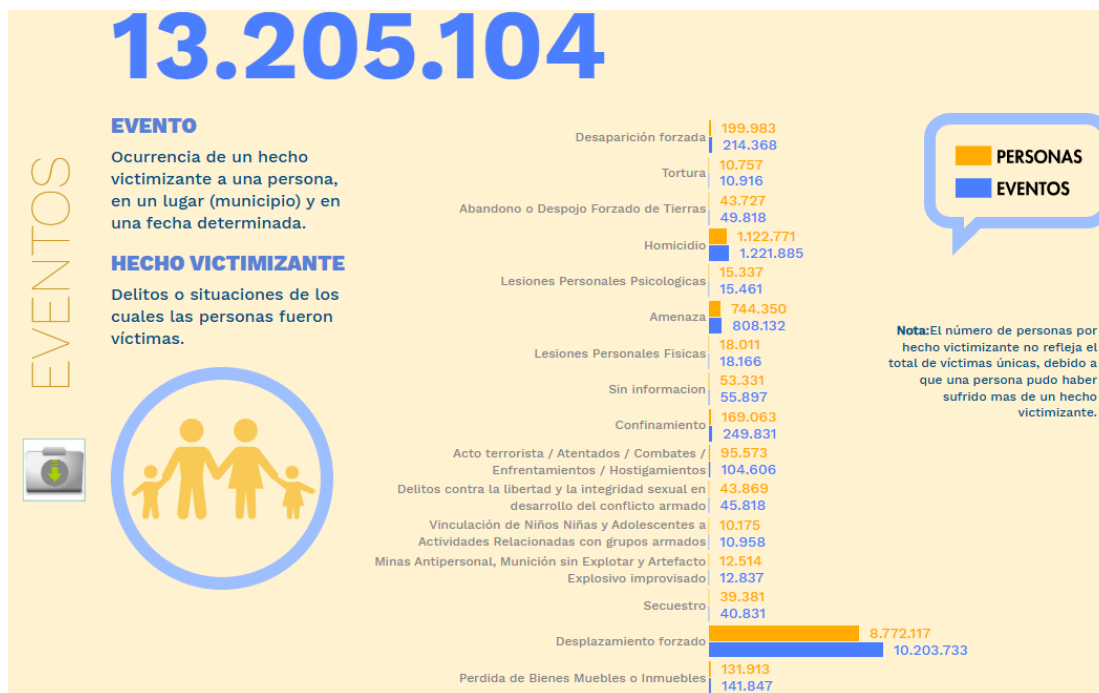 13.205.104
EVENTOS
EVENTO
Ocurrencia de un hecho
victimizante a una persona,
en un lugar (municipio) y en
una fecha determinada.
HECHO VICTIMIZANTE
Delitos o situaciones de los
cuales las personas fueron
víctimas.
Desaparición forzada
199.983
214.368
Tortura
10.757
10.916
Abandono o Despojo Forzado de Tierras
43.727
49.818
Homicidio
1.122.771
1.221.885
Lesiones Personales Psicologicas
15.337
15.461
Amenaza
744.350
808.132
Lesiones Personales Fisicas
18.011
18.166
Sin informacion
53.331
55.897
Confinamiento
169.063
249.831
Acto terrorista / Atentados / Combates /
Enfrentamientos / Hostigamientos
95.573
104.606
Delitos contra la libertad y la integridad sexual en
desarrollo del conflicto armado
43.869
45.818
Vinculación de Niños Niñas y Adolescentes a
Actividades Relacionadas con grupos armados
10.175
10.958
Minas Antipersonal, Munición sin Explotar y Artefacto
Explosivo improvisado
12.514
12.837
Secuestro
39.381
40.831
Desplazamiento forzado
8.772.117
10.203.733
Perdida de Bienes Muebles o Inmuebles
131.913
141.847
PERSONAS
EVENTOS
Nota:El número de personas por
hecho victimizante no refleja el
total de víctimas únicas, debido a
que una persona pudo haber
sufrido mas de un hecho
victimizante.